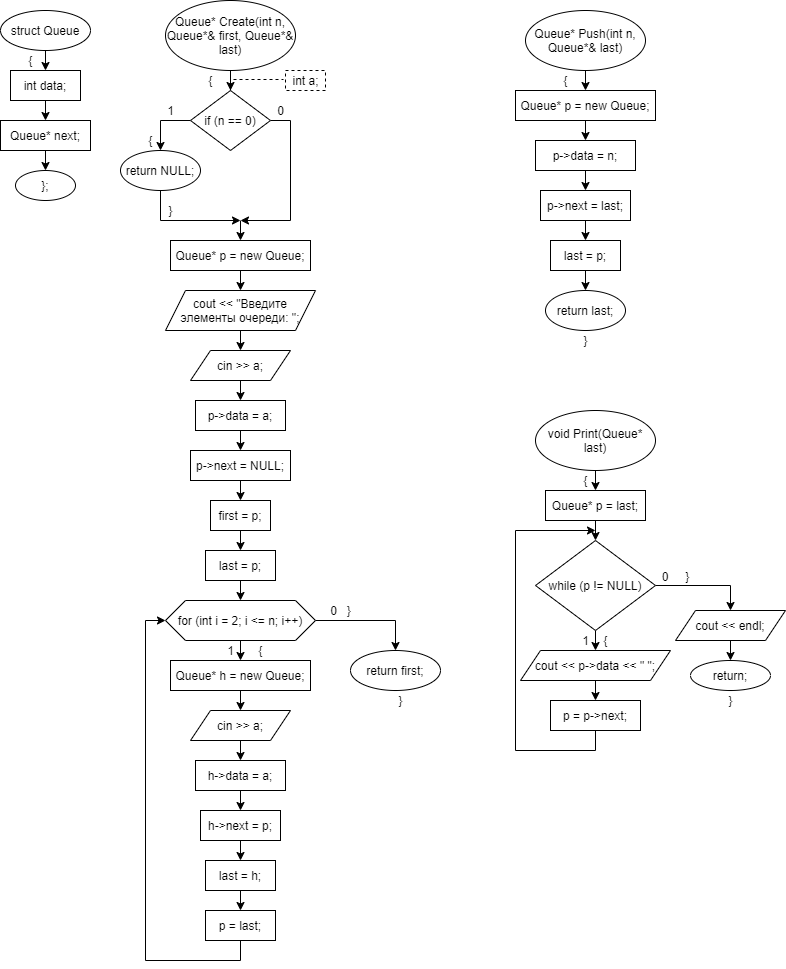 struct Queue
{
int data;
Queue* next;
};
Queue* Create(int n,
Queue*& first, Queue*&
last)
{
int a;
if (n == 0)
1
0
{
return NULL;
}
Queue* p = new Queue;
cout << "Введите
элементы очереди: ";
cin >> a;
p->data = a;
p->next = NULL;
first = p;
last = p;
for (int i = 2; i <= n; i++)
0 }
return first;
}
1 {
Queue* h = new Queue;
cin >> a;
h->data = a;
h->next = p;
last = h;
p = last;
Queue* Push(int n,
Queue*& last)
{
Queue* p = new Queue;
p->data = n;
p->next = last;
last = p;
return last;
}
void Print(Queue*
last)
{
Queue* p = last;
while (p != NULL)
0 }
cout << endl;
return;
}
1 {
cout << p->data << " ";
p = p->next;